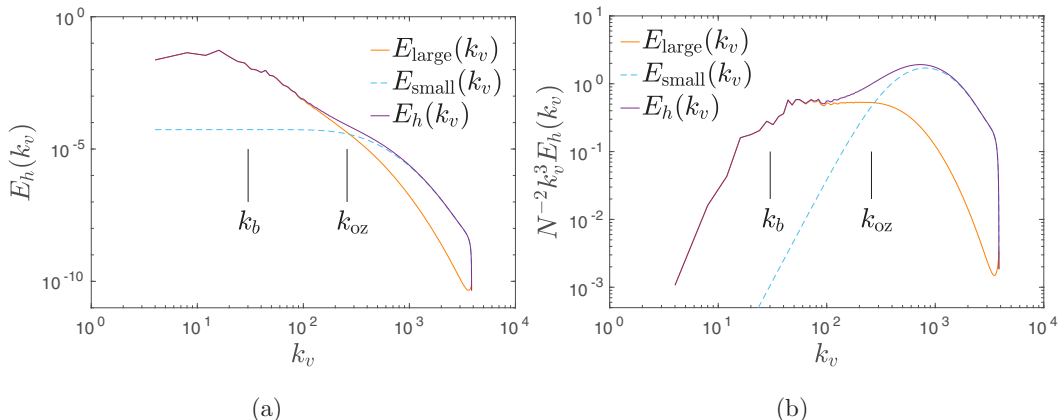 10^0
10^-5
10^-10
E_h(k_v)
E_large(k_v)
E_small(k_v)
E_h(k_v)
k_b
k_oz
10^0 10^1 10^2 10^3 10^4
k_v
(a)
10^1
10^0
10^-1
10^-2
10^-3
N^-2 k_v^3 E_h(k_v)
E_large(k_v)
E_small(k_v)
E_h(k_v)
k_b
k_oz
10^0 10^1 10^2 10^3 10^4
k_v
(b)